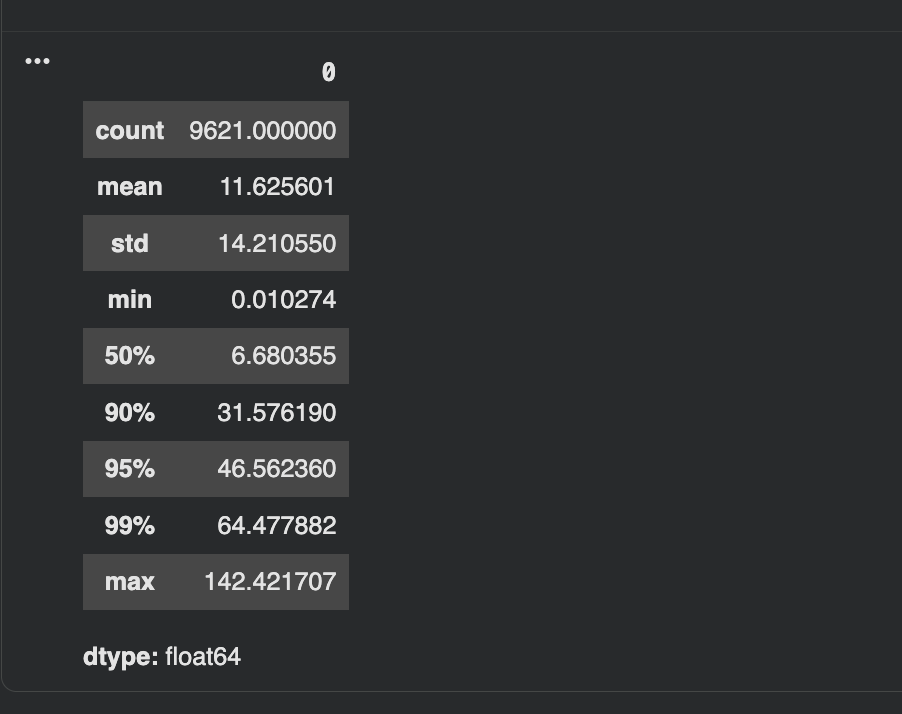 0
count 9621.000000
mean 11.625601
std 14.210550
min 0.010274
50% 6.680355
90% 31.576190
95% 46.562360
99% 64.477882
max 142.421707
dtype: float64